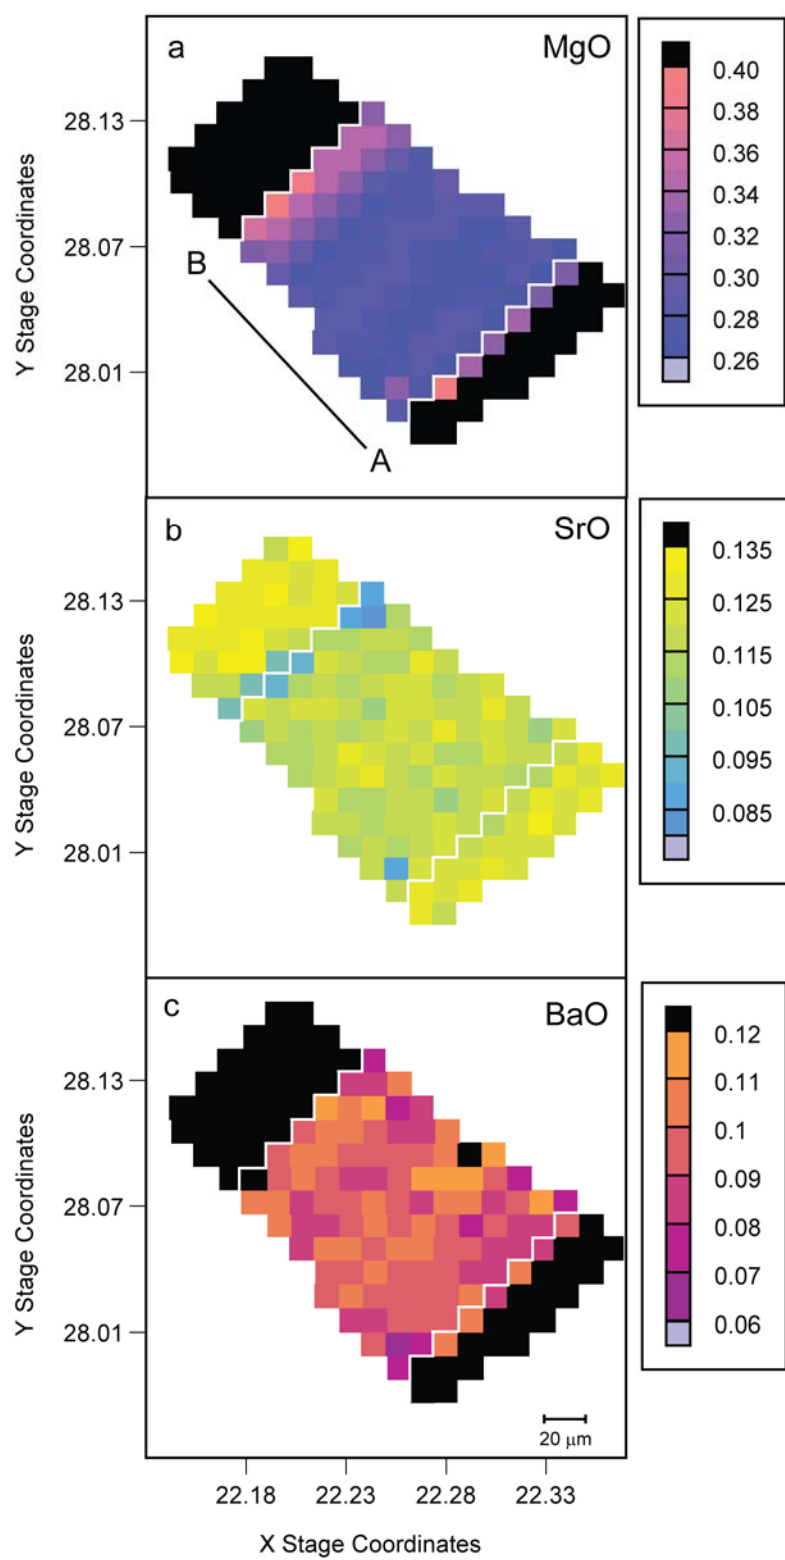 a
MgO
0.40
0.38
0.36
0.34
0.32
0.30
0.28
0.26
28.13
28.07
28.01
Y Stage Coordinates
B
A
b
SrO
0.135
0.125
0.115
0.105
0.095
0.085
28.13
28.07
28.01
Y Stage Coordinates
c
BaO
0.12
0.11
0.1
0.09
0.08
0.07
0.06
28.13
28.07
28.01
Y Stage Coordinates
20 μm
22.18 22.23 22.28 22.33
X Stage Coordinates